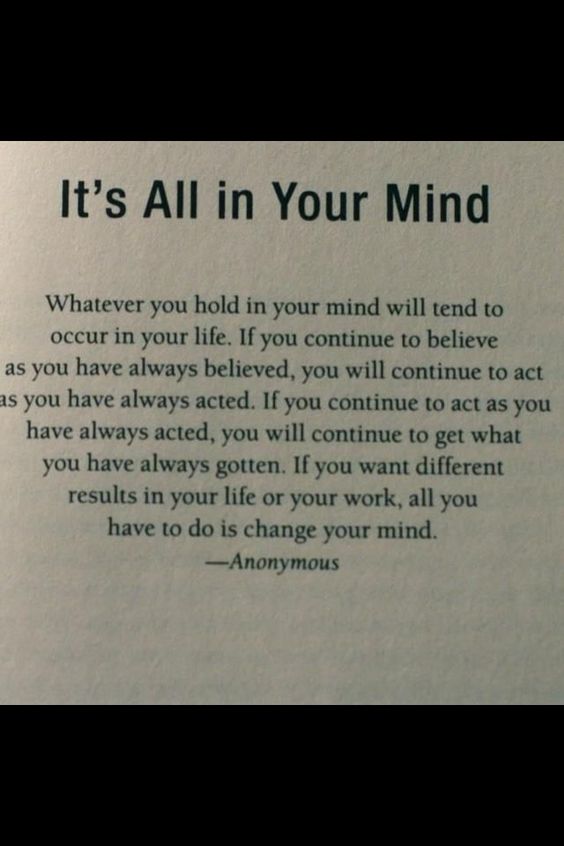 It's All in Your Mind
Whatever you hold in your mind will tend to
occur in your life. If you continue to believe
as you have always believed, you will continue to act
as you have always acted. If you continue to act as you
have always acted, you will continue to get what
you have always gotten. If you want different
results in your life or your work, all you
have to do is change your mind.
—Anonymous